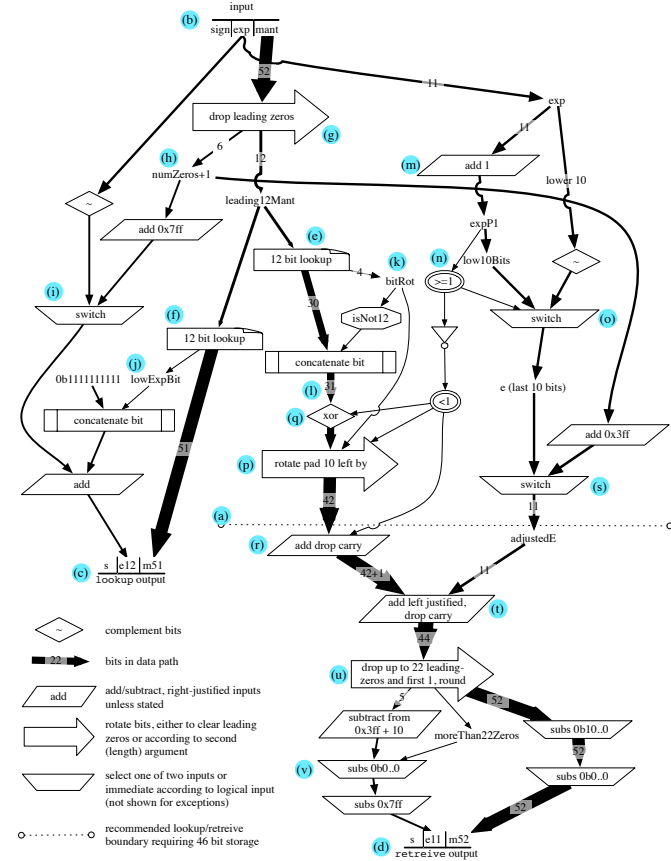 input
(b)
sign exp mant
52
11
exp
drop leading zeros
(g)
11
6
12
(h)
(m)
add 1
numZeros+1
lower 10
leading12Mant
~
add 0x7ff
expP1
(e)
12 bit lookup
(k)
(n)
low10Bits
~
4
bitRot
>=1
(i)
30
switch
isNot12
switch
(o)
(f)
12 bit lookup
(j)
0b1111111111
lowExpBit
concatenate bit
e (last 10 bits)
(l)
31
concatenate bit
(q)
xor
<1
add 0x3ff
51
(p)
rotate pad 10 left by
add
switch
(s)
42
11
(a)
adjustedE
(r)
add drop carry
s e12 m51
(c)
lookup output
42+1
11
add left justified,
drop carry
(t)
~
complement bits
44
22
bits in data path
(u)
drop up to 22 leading-
zeros and first 1, round
add
add/subtract, right-justified inputs
unless stated
5
52
subtract from
0x3ff + 10
subs 0b10..0
rotate bits, either to clear leading
zeros or according to second
(length) argument
moreThan22Zeros
52
(v)
subs 0b0..0
subs 0b0..0
select one of two inputs or
immediate according to logical input
(not shown for exceptions)
subs 0x7ff
52
recommended lookup/retreive
boundary requiring 46 bit storage
s e11 m52
(d)
retreive output